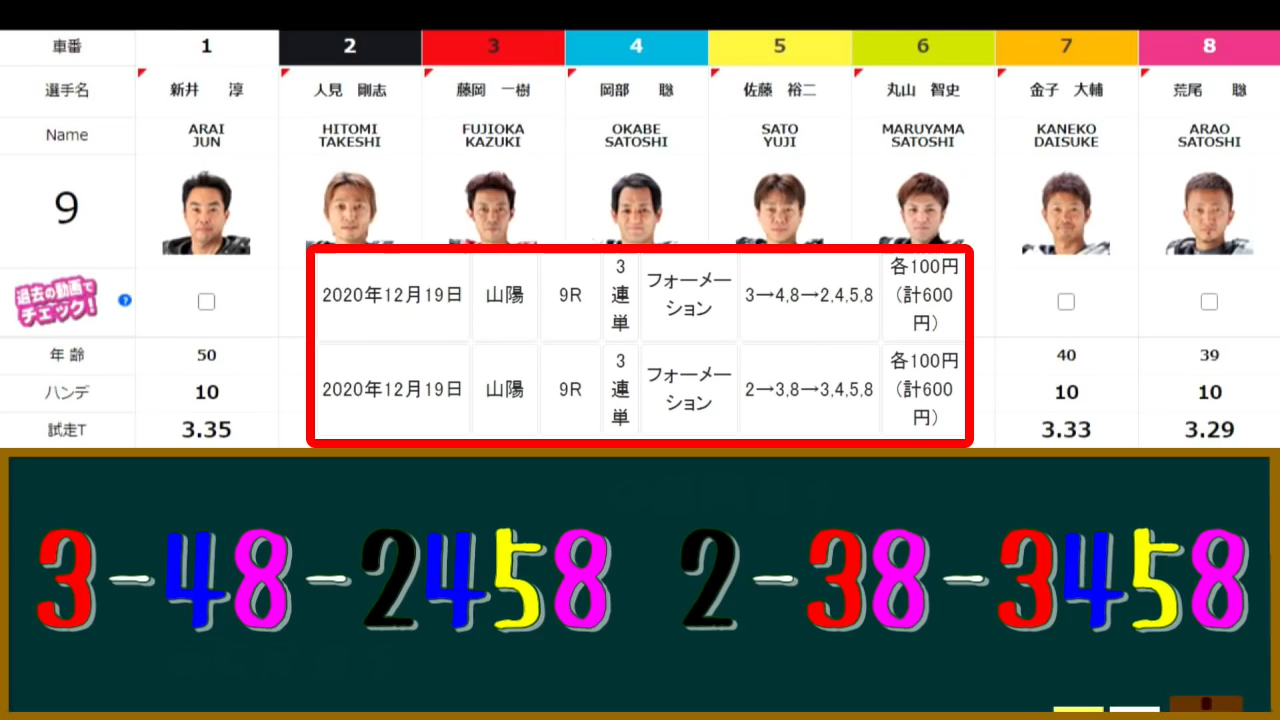 車番 1 2 3 4 5 6 7 8
選手名 新井 淳 人見 剛志 藤岡 一樹 岡部 聡 佐藤 裕二 丸山 智史 金子 大輔 荒尾 聡
Name ARAI JUN HITOMI TAKESHI FUJIOKA KAZUKI OKABE SATOSHI SATO YUJI MARUYAMA SATOSHI KANEKO DAISUKE ARAO SATOSHI
9
過去の動画で
チェック!
?
2020年12月19日 山陽 9R 3連単 フォーメーション 3→4,8→2,4,5,8 各100円(計600円)
2020年12月19日 山陽 9R 3連単 フォーメーション 2→3,8→3,4,5,8 各100円(計600円)
年齢 50 40 39
ハンデ 10 10 10
試走T 3.35 3.33 3.29
3-48-2458 2-38-3458